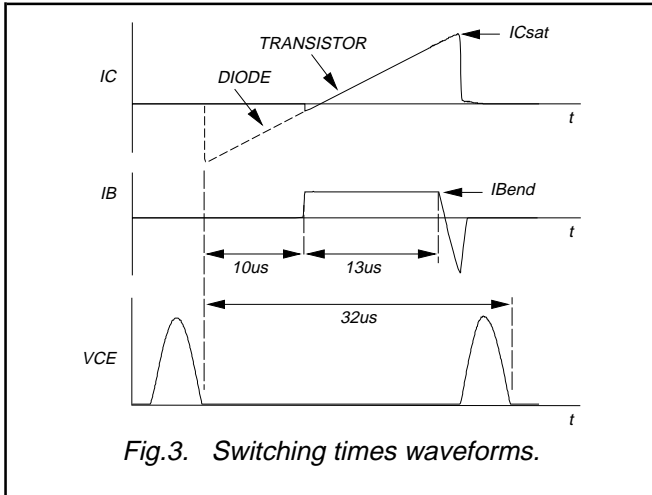 ICsat
TRANSISTOR
IC
DIODE
t
IB
IBend
t
10us
13us
32us
VCE
t
Fig.3. Switching times waveforms.